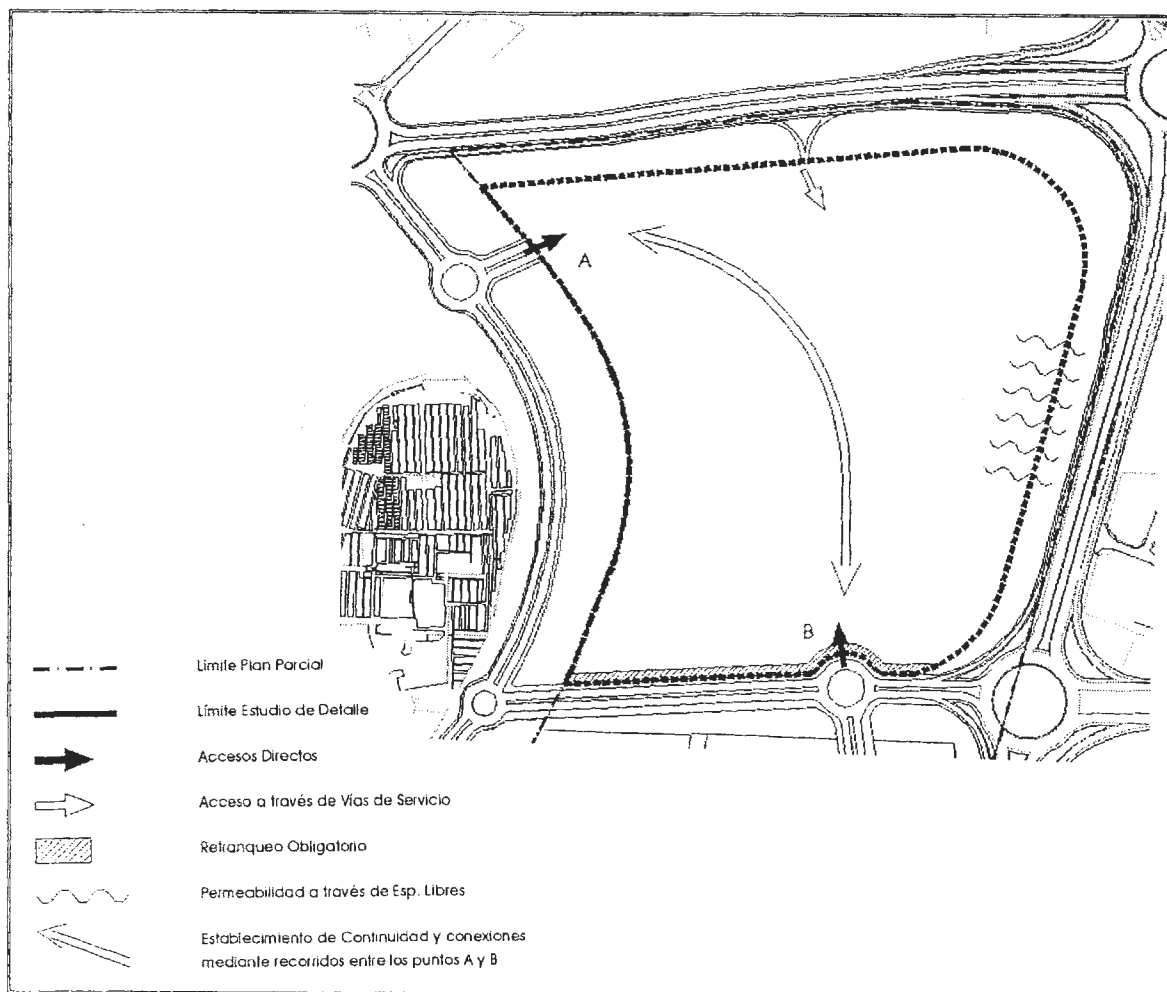 A
B
Límite Plan Parcial
Límite Estudio de Detalle
Accesos Directos
Acceso a través de Vías de Servicio
Retranqueo Obligatorio
Permeabilidad a través de Esp. Libres
Establecimiento de Continuidad y conexiones
mediante recorridos entre los puntos A y B